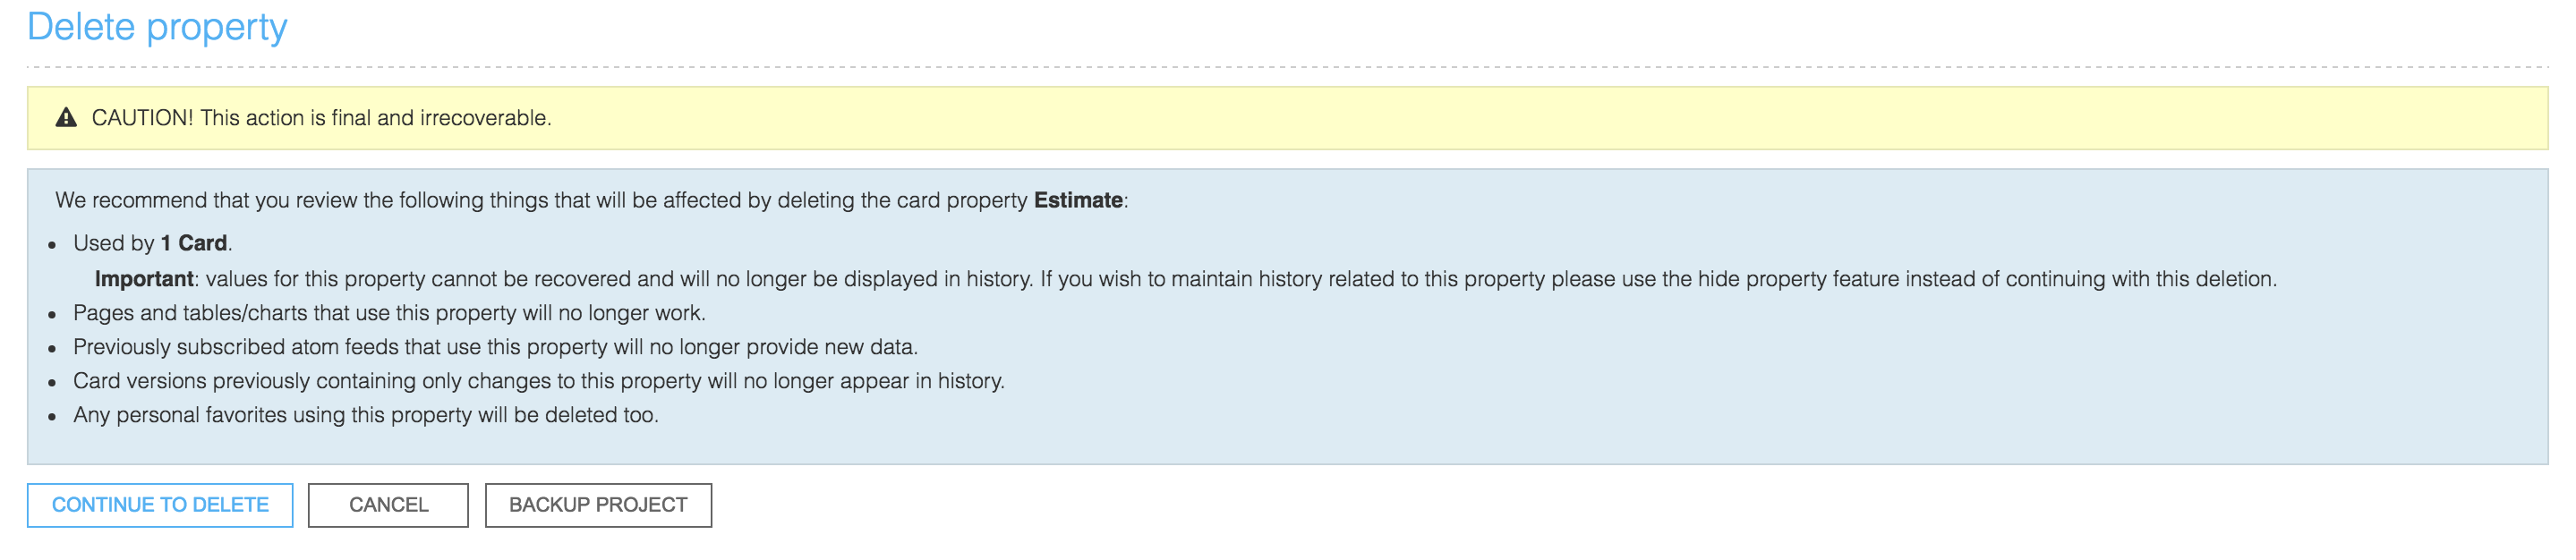 Delete property
CAUTION! This action is final and irrecoverable.
We recommend that you review the following things that will be affected by deleting the card property Estimate:
• Used by 1 Card.
Important: values for this property cannot be recovered and will no longer be displayed in history. If you wish to maintain history related to this property please use the hide property feature instead of continuing with this deletion.
• Pages and tables/charts that use this property will no longer work.
• Previously subscribed atom feeds that use this property will no longer provide new data.
• Card versions previously containing only changes to this property will no longer appear in history.
• Any personal favorites using this property will be deleted too.
CONTINUE TO DELETE CANCEL BACKUP PROJECT